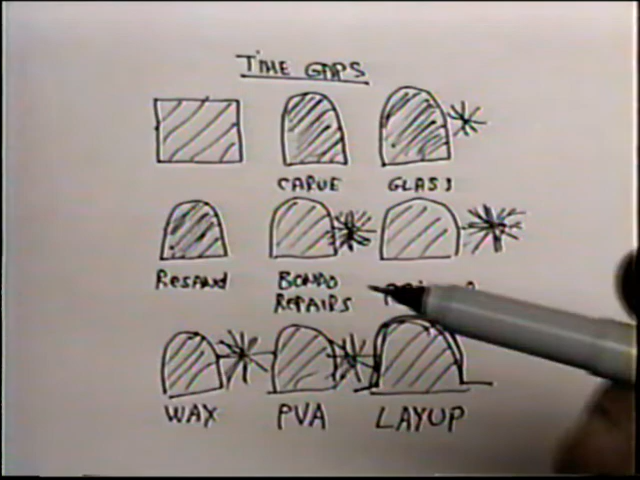 TIME GAPS
CARVE
GLASS
RESAND
BONDO
REPAIRS
WAX
PVA
LAYUP